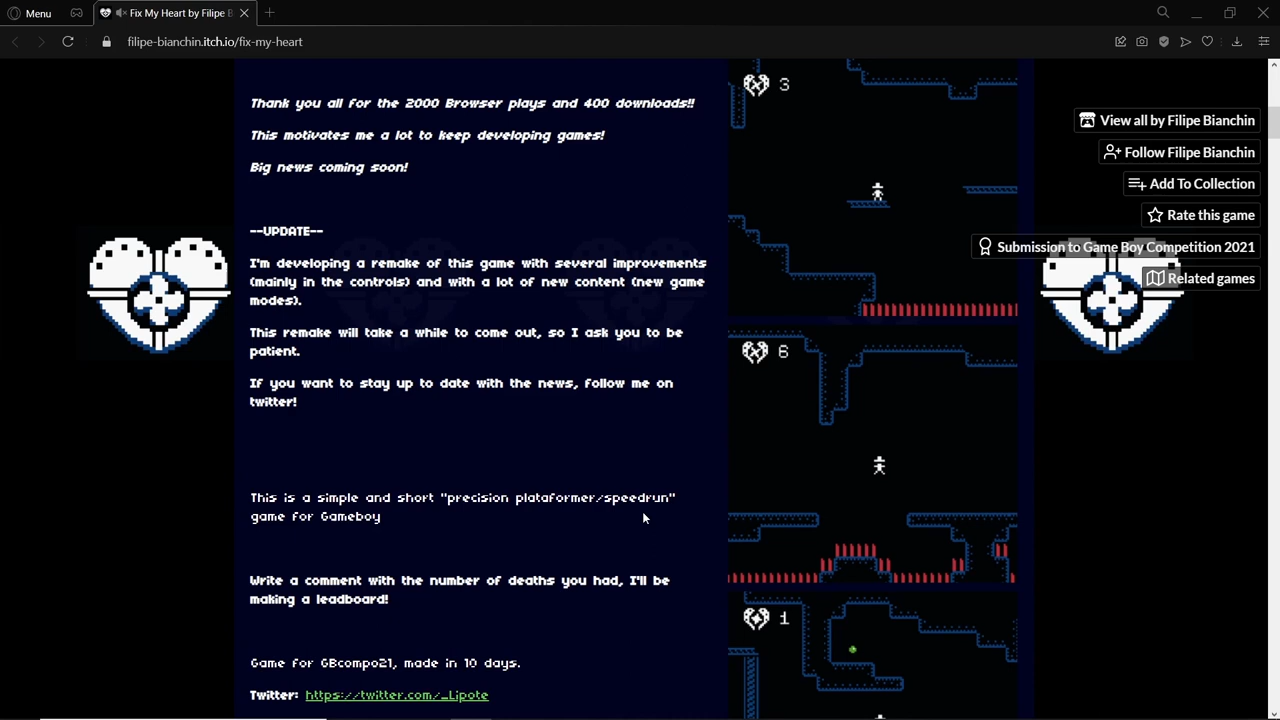 Menu
Fix My Heart by Filipe B
filipe-bianchin.itch.io/fix-my-heart
Thnk you all for the 2000 Browser plays and 400 downloads!!
This motivates me a lot to keep developing games!
Big news coming soon!
--UPDATE--
I'm developing a remake of this game with several improvements
(mainly in the controls) and with a lot of new content (new game
modes).
This remake will take a while to come out, so I ask you to be
patient.
If you want to stay up to date with the news, follow me on
twitter!
This is a simple and short "precision plataformer/speedrun"
game for Gameboy
Write a comment with the number of deaths you had, I'll be
making a leadboard!
Game for GBcompo21, made in 10 days.
Twitter: https://twitter.com/_Lipote
3
6
1
View all by Filipe Bianchin
Follow Filipe Bianchin
Add To Collection
Rate this game
Submission to Game Boy Competition 2021
Related games